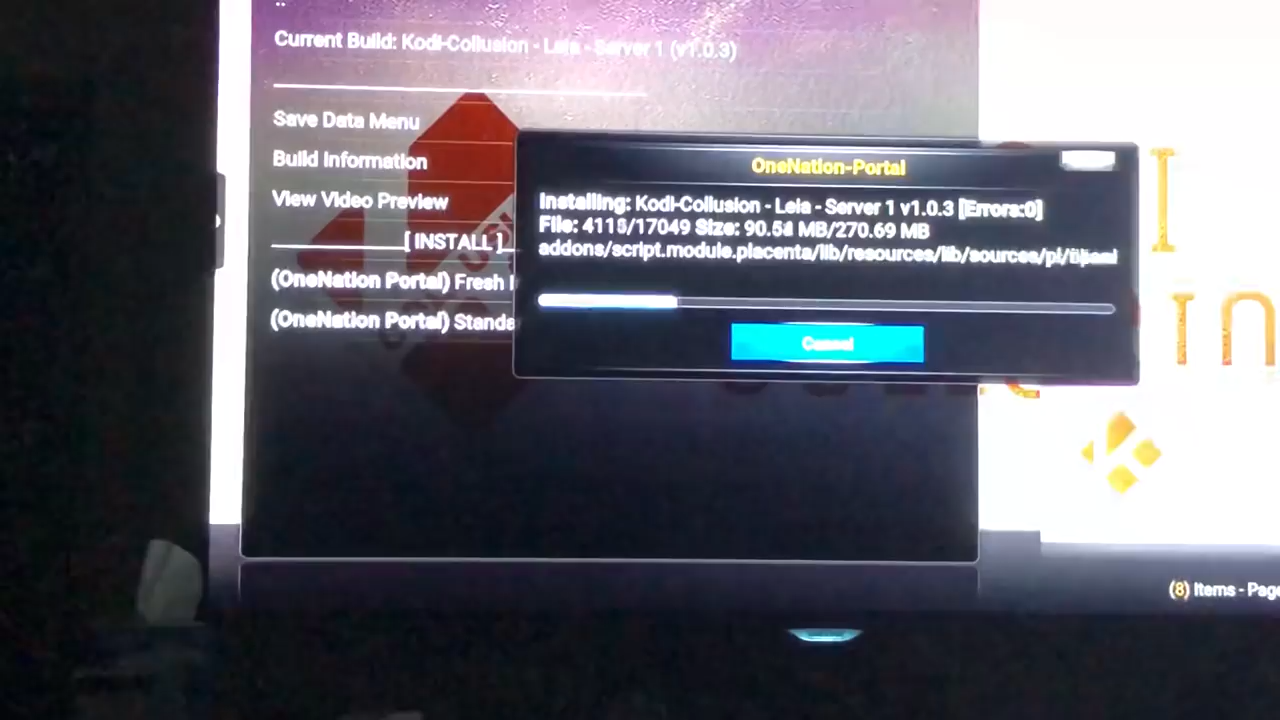 ..
Current Build: Kodi-Collusion - Leia - Server 1 (v1.0.3)
Save Data Menu
Build Information
View Video Preview
[ INSTALL ]
(OneNation Portal) Fresh
(OneNation Portal) Standa
OneNation-Portal
Installing: Kodi-Collusion - Leia - Server 1 v1.0.3 [Errors:0]
File: /17049 Size: MB/270.69 MB
addons/script.module.placenta/lib/resources/lib/sources/pl/
Cancel
I
in
(8) Items - Page